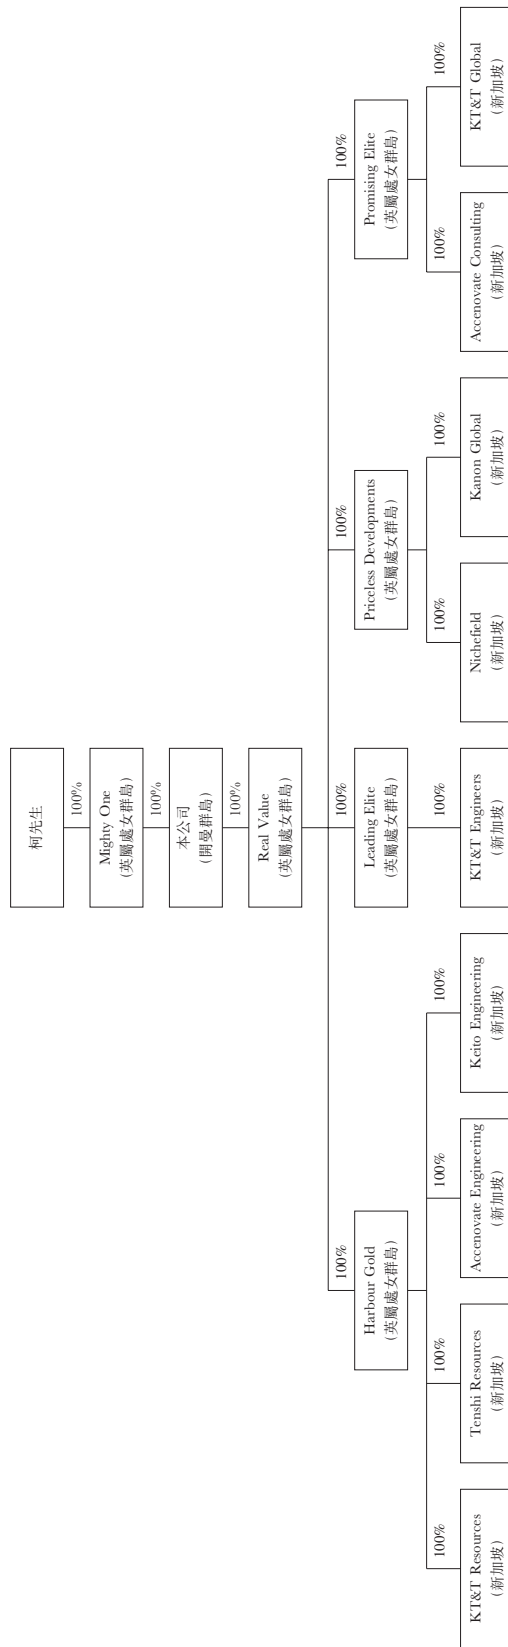 柯先生
100%
Mighty One
(英屬處女群島)
100%
本公司
(開曼群島)
100%
Real Value
(英屬處女群島)
100%
100%
100%
100%
Harbour Gold
(英屬處女群島)
Leading Elite
(英屬處女群島)
Priceless Developments
(英屬處女群島)
Promising Elite
(英屬處女群島)
100%
100%
100%
100%
100%
100%
100%
100%
100%
KT&T Resources
(新加坡)
Tenshi Resources
(新加坡)
Accenovate Engineering
(新加坡)
Keito Engineering
(新加坡)
KT&T Engineers
(新加坡)
Nichefield
(新加坡)
Kanon Global
(新加坡)
Accenovate Consulting
(新加坡)
KT&T Global
(新加坡)